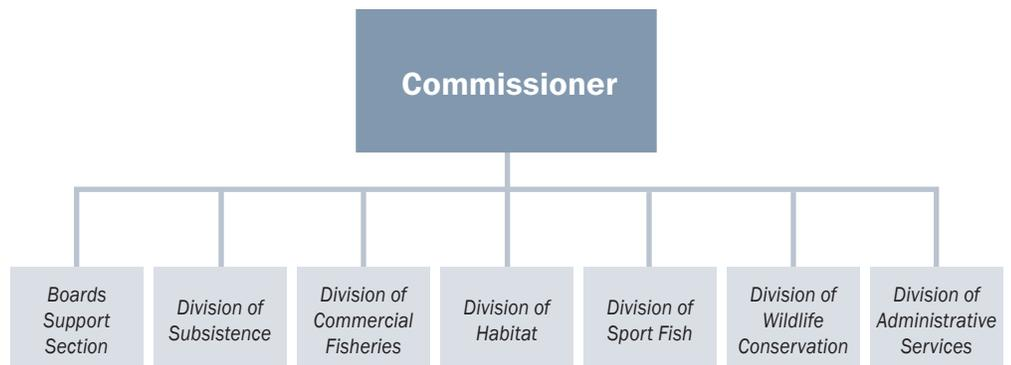 Commissioner
Boards
Support
Section
Division of
Subsistence
Division of
Commercial
Fisheries
Division of
Habitat
Division of
Sport Fish
Division of
Wildlife
Conservation
Division of
Administrative
Services